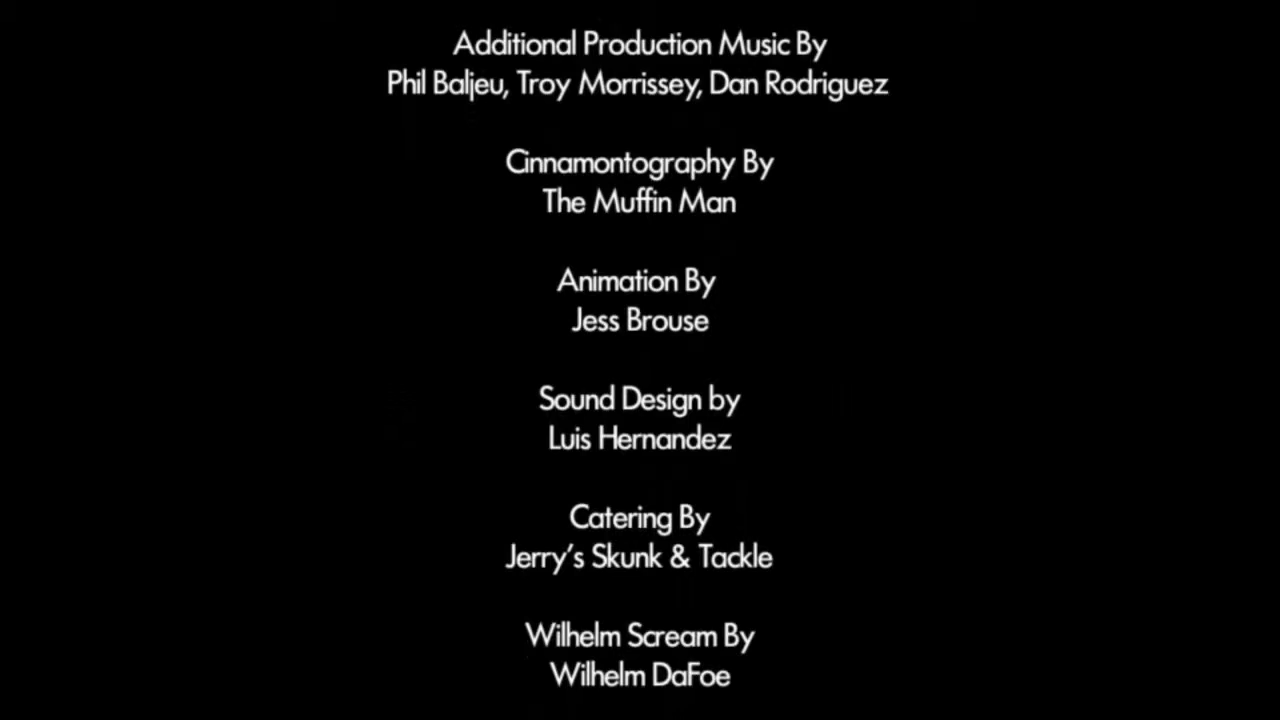 Additional Production Music By
Phil Baljeu, Troy Morrissey, Dan Rodriguez
Cinnamontography By
The Muffin Man
Animation By
Jess Brouse
Sound Design by
Luis Hernandez
Catering By
Jerry’s Skunk & Tackle
Wilhelm Scream By
Wilhelm DaFoe